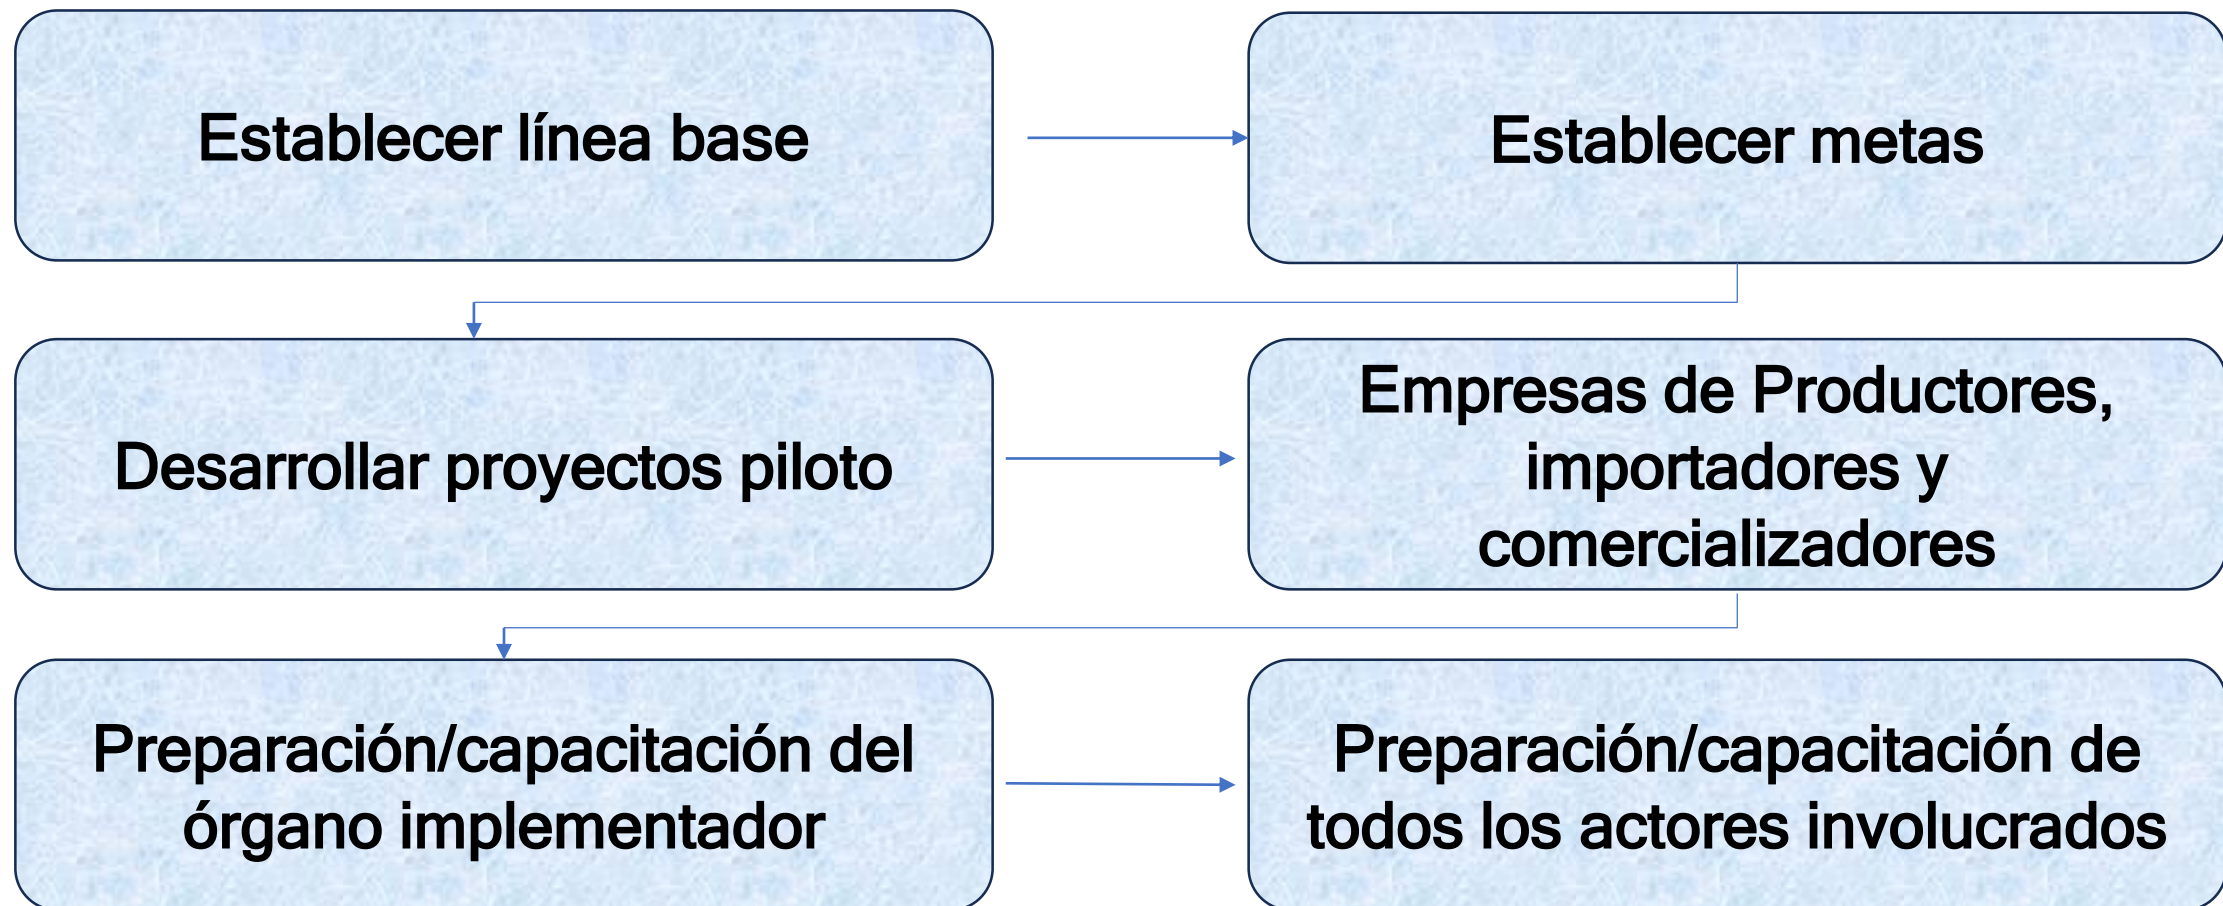 Establecer línea base
Establecer metas
Desarrollar proyectos piloto
Empresas de Productores,
importadores y
comercializadores
Preparación/capacitación del
órgano implementador
Preparación/capacitación de
todos los actores involucrados